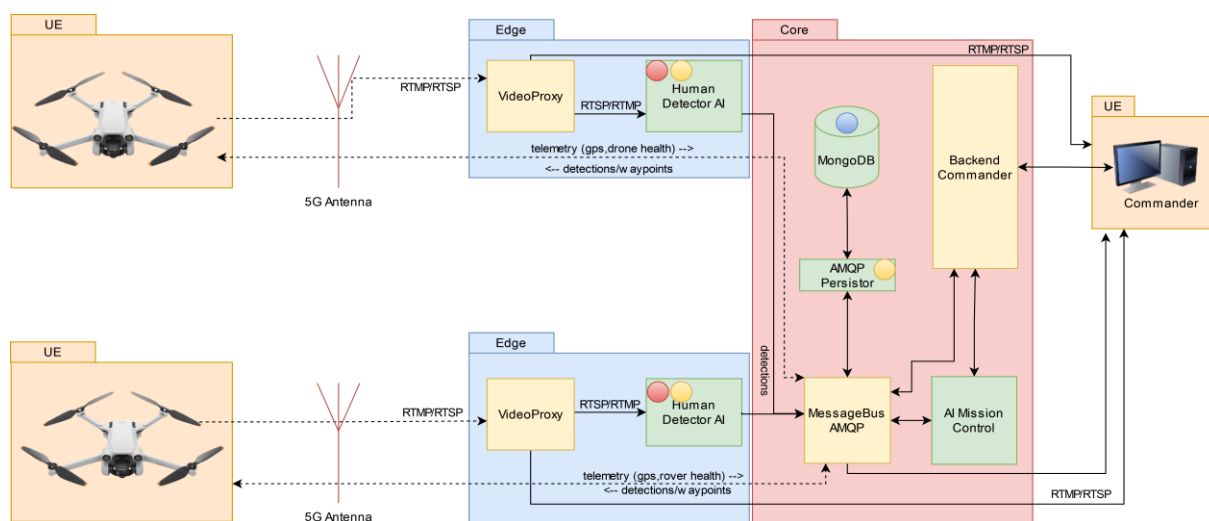 UE
Edge
Core
RTMP/RTSP
RTMP/RTSP
VideoProxy
RTSP/RTMP
Human
Detector AI
MongoDB
Backend
Commander
UE
Commander
telemetry (gps,drone health) -->
<-- detections/w aypoints
5G Antenna
AMQP
Persistor
UE
Edge
detections
RTMP/RTSP
VideoProxy
RTSP/RTMP
Human
Detector AI
MessageBus
AMQP
AI Mission
Control
telemetry (gps,rover health) -->
<-- detections/w aypoints
RTMP/RTSP
5G Antenna